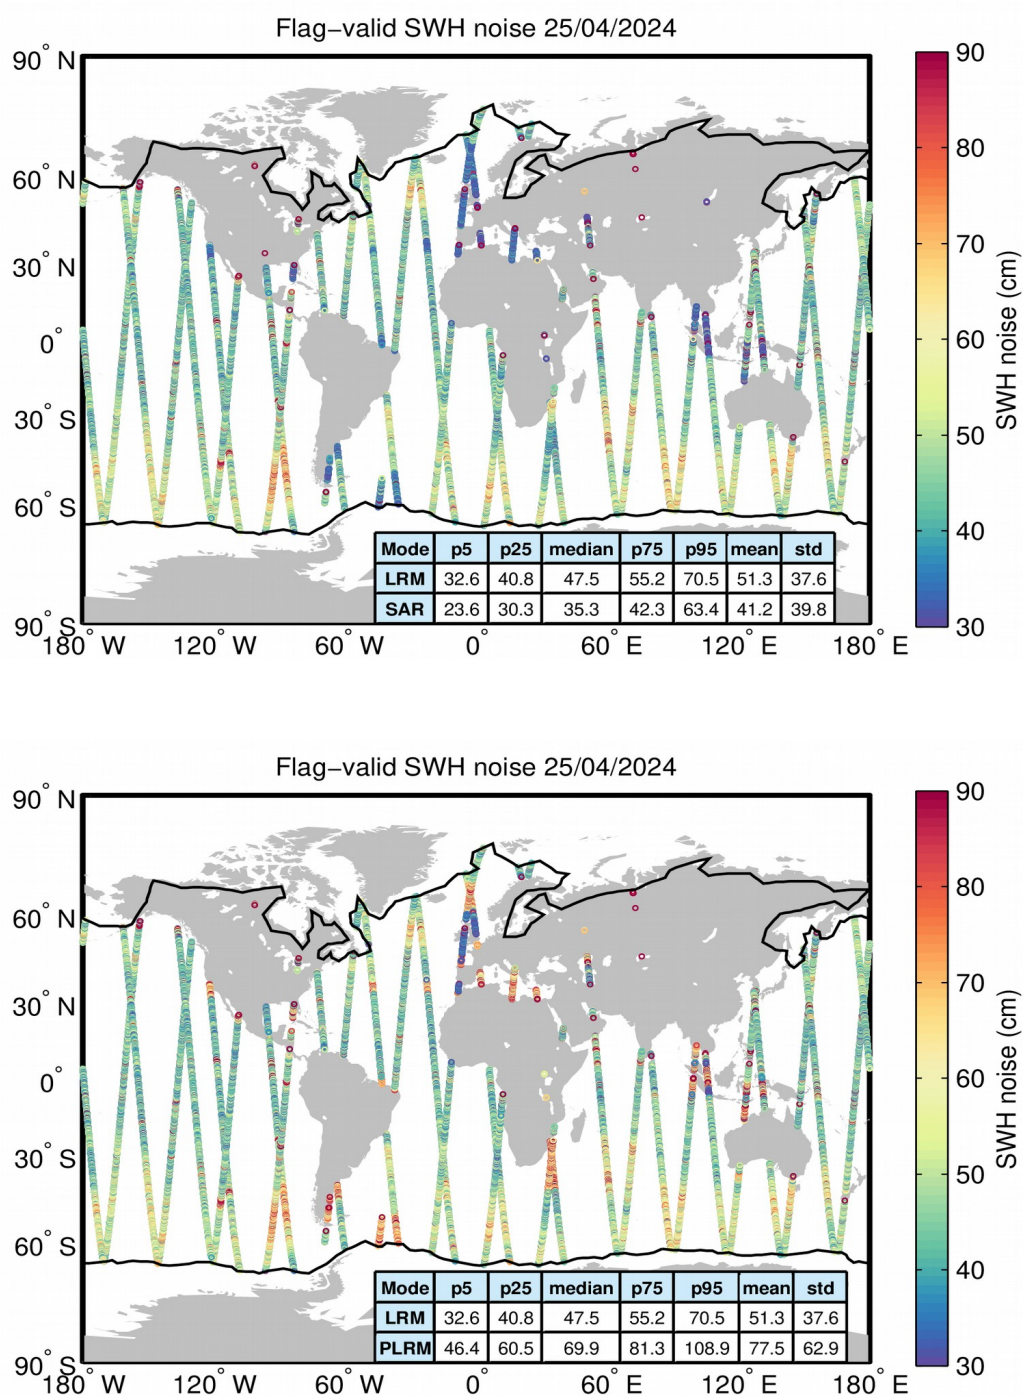 Flag−valid SWH noise 25/04/2024
90° N
60° N
30° N
0°
30° S
60° S
90° S
180° W 120° W 60° W 0° 60° E 120° E 180° E
90
80
70
60
50
40
30
SWH noise (cm)
Mode p5 p25 median p75 p95 mean std
LRM 32.6 40.8 47.5 55.2 70.5 51.3 37.6
SAR 23.6 30.3 35.3 42.3 63.4 41.2 39.8
Flag−valid SWH noise 25/04/2024
90° N
60° N
30° N
0°
30° S
60° S
90° S
180° W 120° W 60° W 0° 60° E 120° E 180° E
90
80
70
60
50
40
30
SWH noise (cm)
Mode p5 p25 median p75 p95 mean std
LRM 32.6 40.8 47.5 55.2 70.5 51.3 37.6
PLRM 46.4 60.5 69.9 81.3 108.9 77.5 62.9